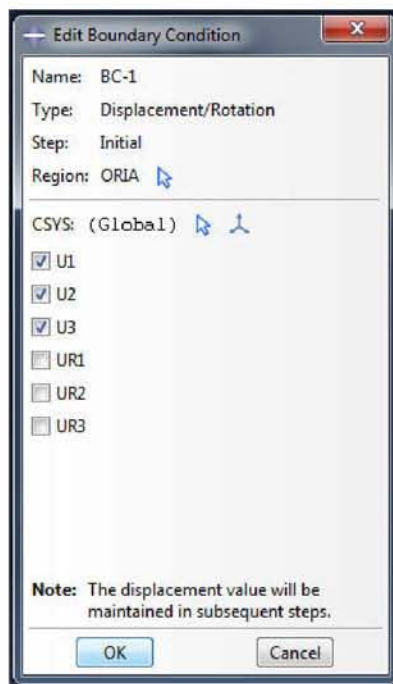 Edit Boundary Condition
Name: BC-1
Type: Displacement/Rotation
Step: Initial
Region: ORIA
CSYS: (Global)
U1
U2
U3
UR1
UR2
UR3
Note: The displacement value will be
maintained in subsequent steps.
OK Cancel